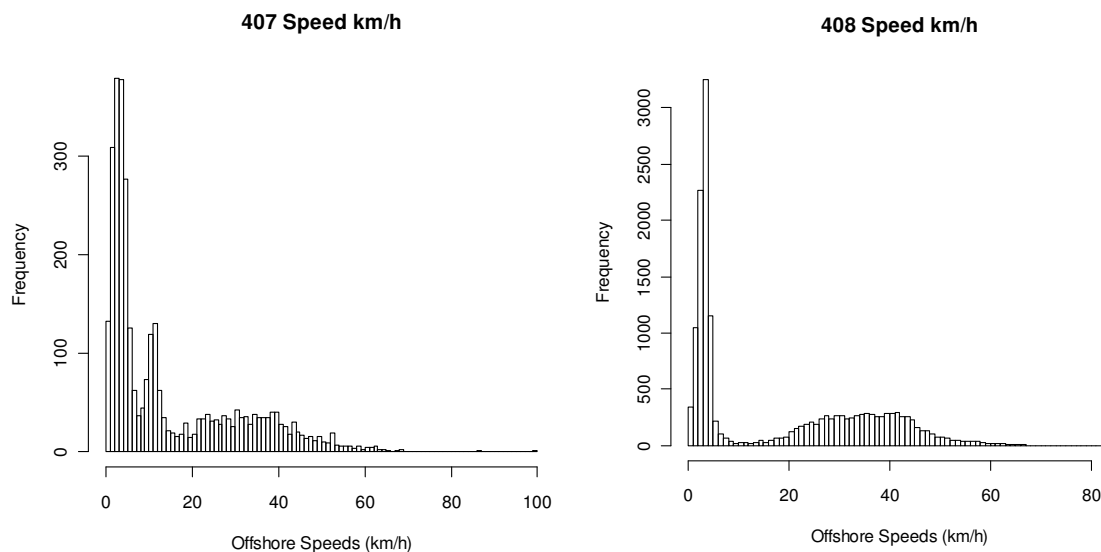 407 Speed km/h
Frequency
300
200
100
0
0 20 40 60 80 100
Offshore Speeds (km/h)
408 Speed km/h
Frequency
3000
2500
2000
1500
1000
500
0
0 20 40 60 80
Offshore Speeds (km/h)